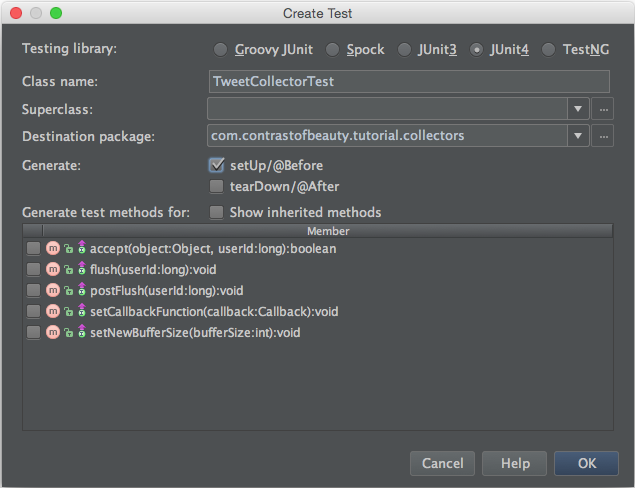 Create Test
Testing library: Groovy JUnit Spock JUnit3 JUnit4 TestNG
Class name: TweetCollectorTest
Superclass: ...
Destination package: com.contrastofbeauty.tutorial.collectors ...
Generate: setUp/@Before
tearDown/@After
Generate test methods for: Show inherited methods
Member
m accept(object:Object, userId:long):boolean
m flush(userId:long):void
m postFlush(userId:long):void
m setCallbackFunction(callback:Callback):void
m setNewBufferSize(bufferSize:int):void
Cancel Help OK